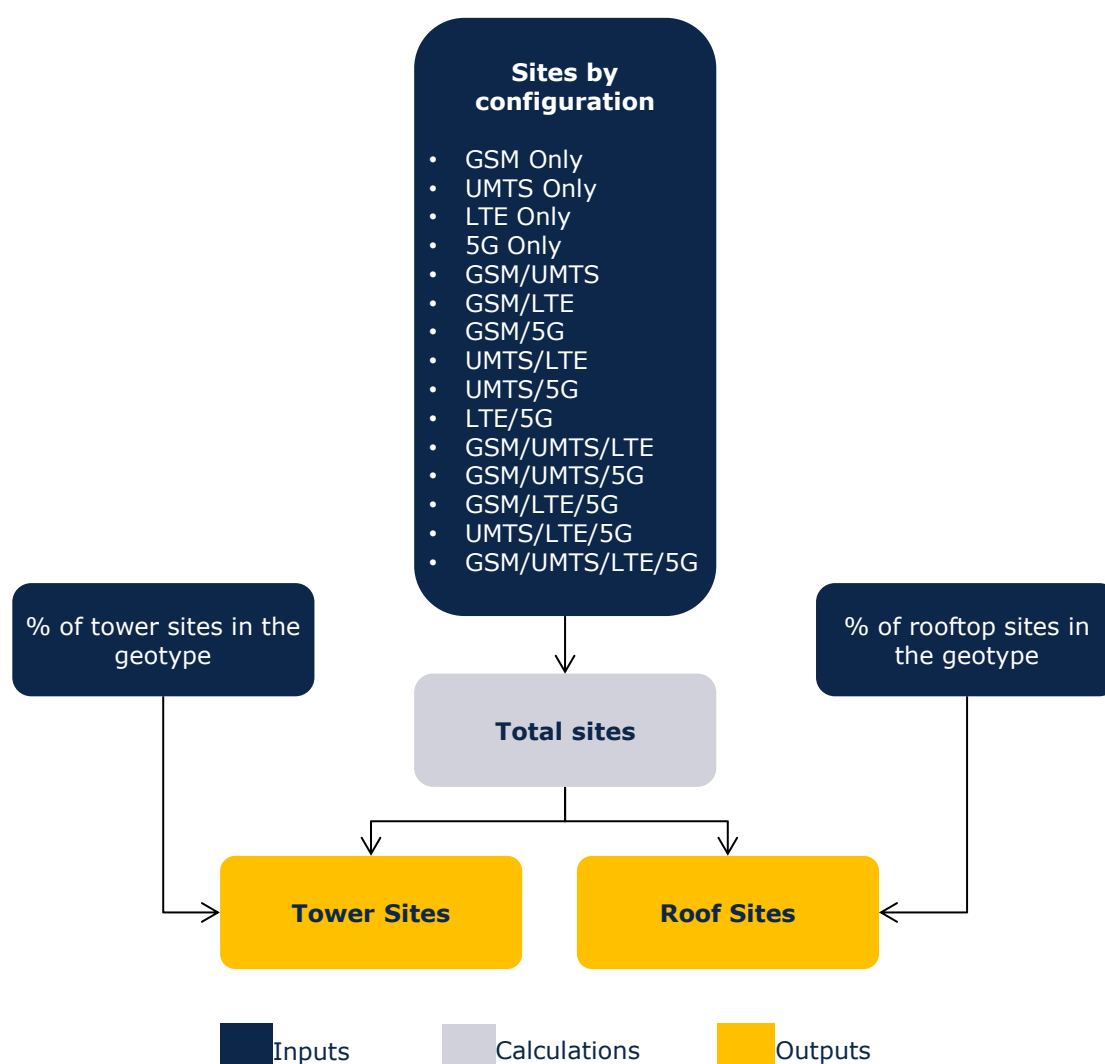 Sites by
configuration
• GSM Only
• UMTS Only
• LTE Only
• 5G Only
• GSM/UMTS
• GSM/LTE
• GSM/5G
• UMTS/LTE
• UMTS/5G
• LTE/5G
• GSM/UMTS/LTE
• GSM/UMTS/5G
• GSM/LTE/5G
• UMTS/LTE/5G
• GSM/UMTS/LTE/5G
% of tower sites in the
geotype
% of rooftop sites in
the geotype
Total sites
Tower Sites
Roof Sites
Inputs
Calculations
Outputs